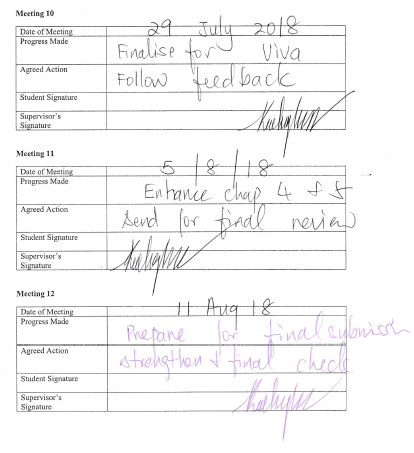 Meeting 10
Date of Meeting 29 July 2018
Progress Made Finalise for Viva
Agreed Action Follow feedback
Student Signature
Supervisor's
Signature
Meeting 11
Date of Meeting 5/8/18
Progress Made Entrance chap 4 & 5
Agreed Action Send for final review
Student Signature
Supervisor's
Signature
Meeting 12
Date of Meeting 11 Aug 18
Progress Made Prepare for final submission
Agreed Action strengthen & final check
Student Signature
Supervisor's
Signature